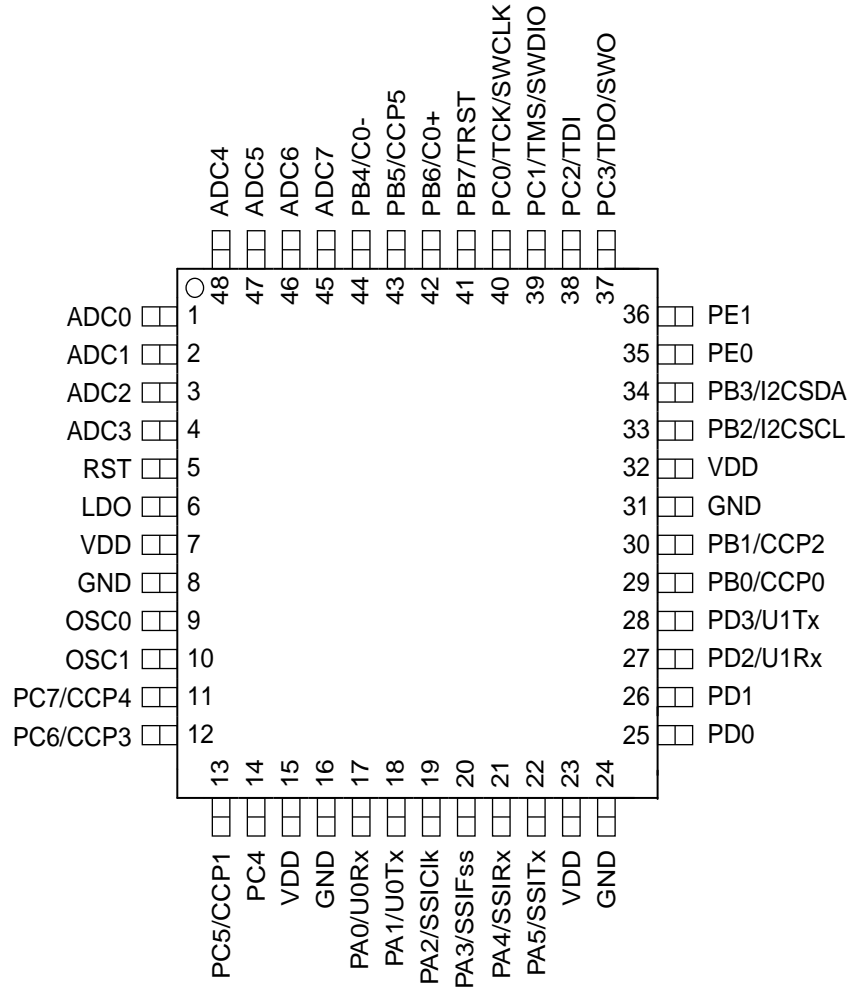 ADC4
ADC5
ADC6
ADC7
PB4/C0-
PB5/CCP5
PB6/C0+
PB7/TRST
PC0/TCK/SWCLK
PC1/TMS/SWDIO
PC2/TDI
PC3/TDO/SWO
48
47
46
45
44
43
42
41
40
39
38
37
ADC0 1
ADC1 2
ADC2 3
ADC3 4
RST 5
LDO 6
VDD 7
GND 8
OSC0 9
OSC1 10
PC7/CCP4 11
PC6/CCP3 12
36 PE1
35 PE0
34 PB3/I2CSDA
33 PB2/I2CSCL
32 VDD
31 GND
30 PB1/CCP2
29 PB0/CCP0
28 PD3/U1Tx
27 PD2/U1Rx
26 PD1
25 PD0
13
14
15
16
17
18
19
20
21
22
23
24
PC5/CCP1
PC4
VDD
GND
PA0/U0Rx
PA1/U0Tx
PA2/SSIClk
PA3/SSIFss
PA4/SSIRx
PA5/SSITx
VDD
GND